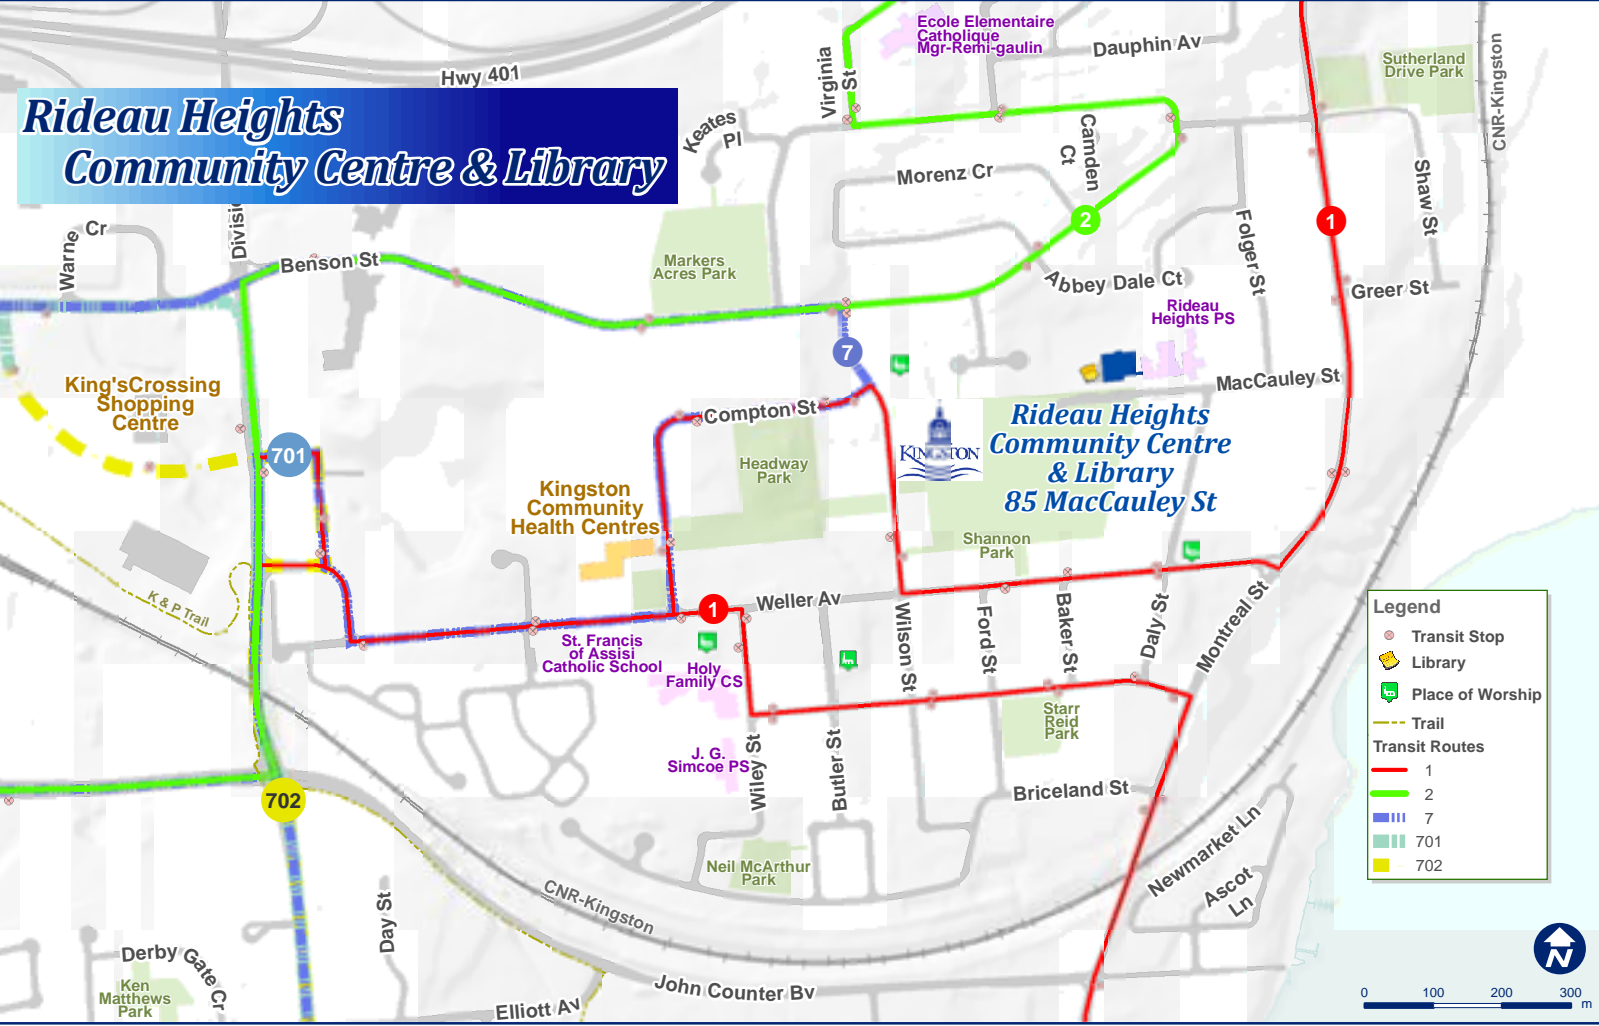 Ecole Elementaire
Catholique
Mgr-Remi-gaulin
Virginia
St
Dauphin Av
Sutherland
Drive Park
CNR-Kingston
Hwy 401
Rideau Heights
Community Centre & Library
Keates
Pl
Camden
Ct
Morenz Cr
Shaw St
Warne Cr
Benson St
Markers
Acres Park
2
1
Folger St
Abbey Dale Ct
Greer St
Rideau
Heights PS
7
King'sCrossing
Shopping
Centre
MacCauley St
Compton St
KINGSTON
Rideau Heights
Community Centre
& Library
85 MacCauley St
701
Headway
Park
Kingston
Community
Health Centres
Shannon
Park
K & P Trail
1
Weller Av
St. Francis
of Assisi
Catholic School
Holy
Family CS
Wilson St
Ford St
Baker St
Daly St
Montreal St
Starr
Reid
Park
J. G.
Simcoe PS
Wiley St
Butler St
Briceland St
702
Neil McArthur
Park
Newmarket Ln
Ascot
Ln
CNR-Kingston
Day St
Derby Gate Cr
Ken
Matthews
Park
John Counter Bv
Elliott Av
Legend
Transit Stop
Library
Place of Worship
Trail
Transit Routes
1
2
7
701
702
N
0 100 200 300
m